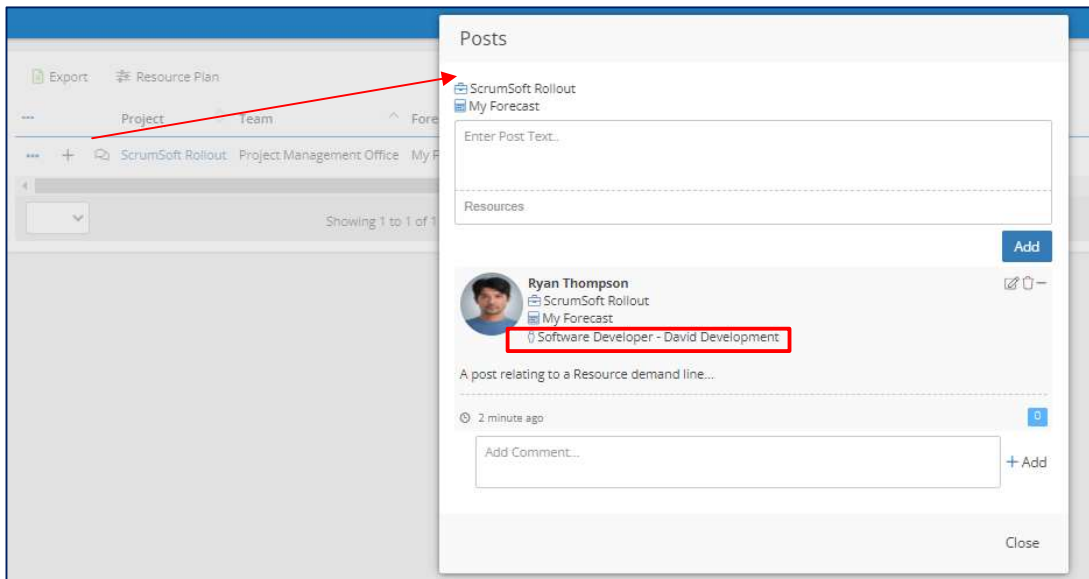 Posts
Export Resource Plan
ScrumSoft Rollout
My Forecast
Project Team Fore
Enter Post Text..
ScrumSoft Rollout Project Management Office My F
Resources
Showing 1 to 1 of 1
Add
Ryan Thompson
ScrumSoft Rollout
My Forecast
Software Developer - David Development
A post relating to a Resource demand line...
2 minute ago 0
Add Comment...
+ Add
Close